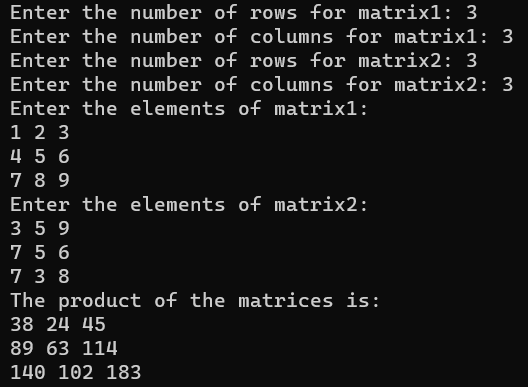 Enter the number of rows for matrix1: 3
Enter the number of columns for matrix1: 3
Enter the number of rows for matrix2: 3
Enter the number of columns for matrix2: 3
Enter the elements of matrix1:
1 2 3
4 5 6
7 8 9
Enter the elements of matrix2:
3 5 9
7 5 6
7 3 8
The product of the matrices is:
38 24 45
89 63 114
140 102 183